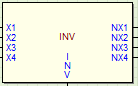 X1 NX1
X2 INV NX2
X3 NX3
X4 I NX4
N
V